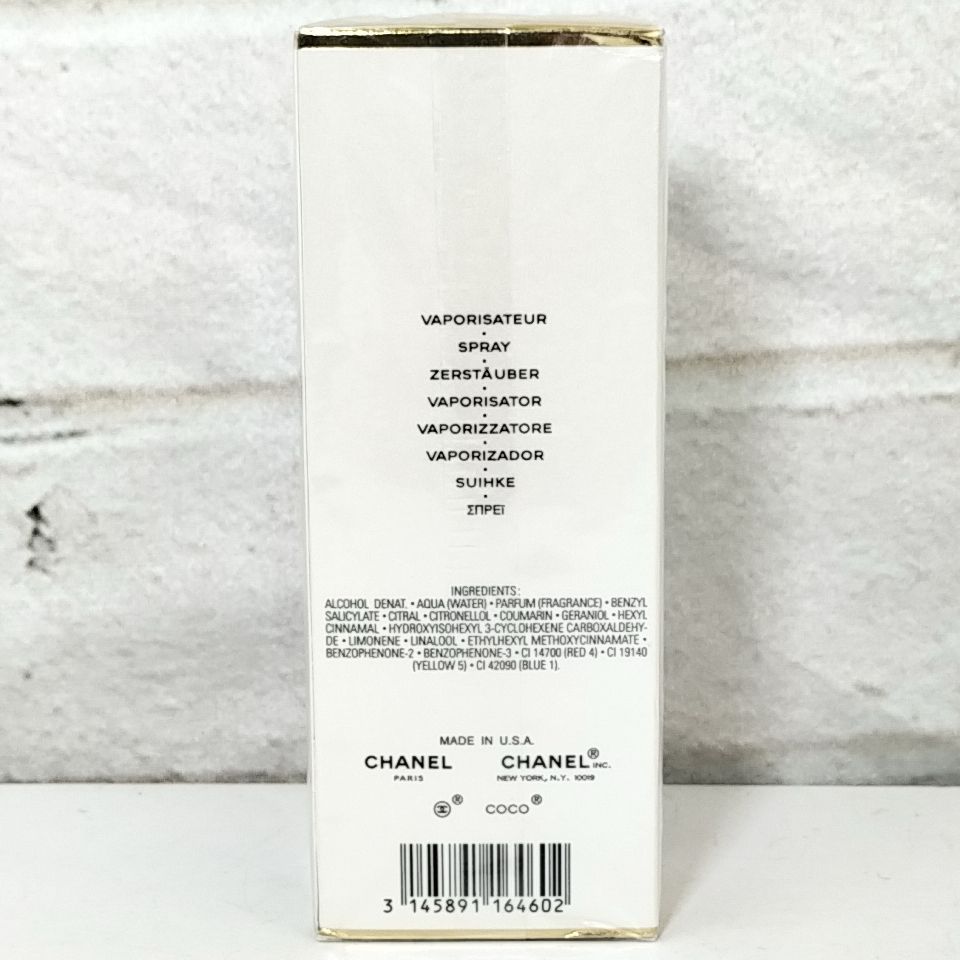 VAPORISATEUR
•
SPRAY
•
ZERSTÄUBER
•
VAPORISATOR
•
VAPORIZZATORE
•
VAPORIZADOR
•
SUIHKE
•
ΣΠΡΕΪ
INGREDIENTS:
ALCOHOL DENAT. • AQUA (WATER) • PARFUM (FRAGRANCE) • BENZYL
SALICYLATE • CITRAL • CITRONELLOL • COUMARIN • GERANIOL • HEXYL
CINNAMAL • HYDROXYISOHEXYL 3-CYCLOHEXENE CARBOXALDEHY-
DE • LIMONENE • LINALOOL • ETHYLHEXYL METHOXYCINNAMATE •
BENZOPHENONE-2 • BENZOPHENONE-3 • CI 14700 (RED 4) • CI 19140
(YELLOW 5) • CI 42090 (BLUE 1).
MADE IN U.S.A.
CHANEL CHANEL® INC.
PARIS NEW YORK, N.Y. 10019
® COCO®
3 145891 164602